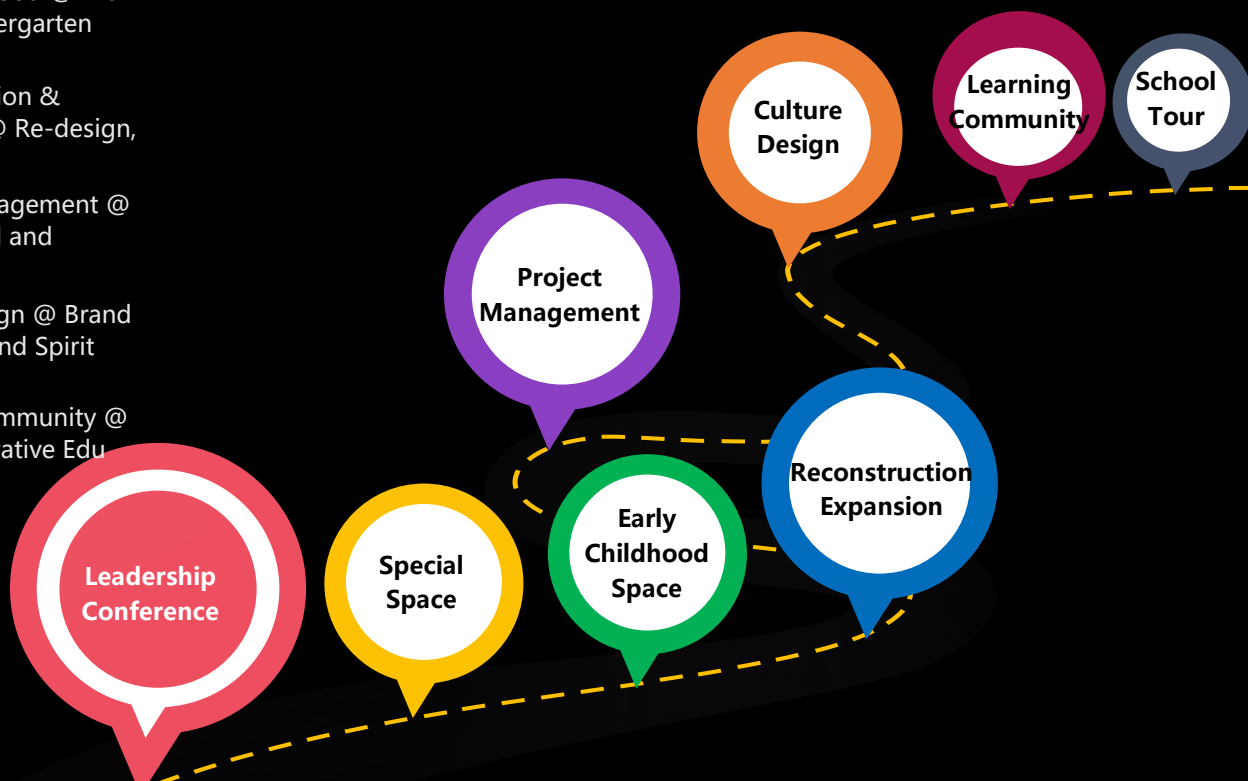 ergarten
ion &
Re-design,
agement @
and
gn @ Brand
nd Spirit
mmunity @
ative Edu
Learning
Community
School
Tour
Culture
Design
Project
Management
Reconstruction
Expansion
Early
Childhood
Space
Special
Space
Leadership
Conference